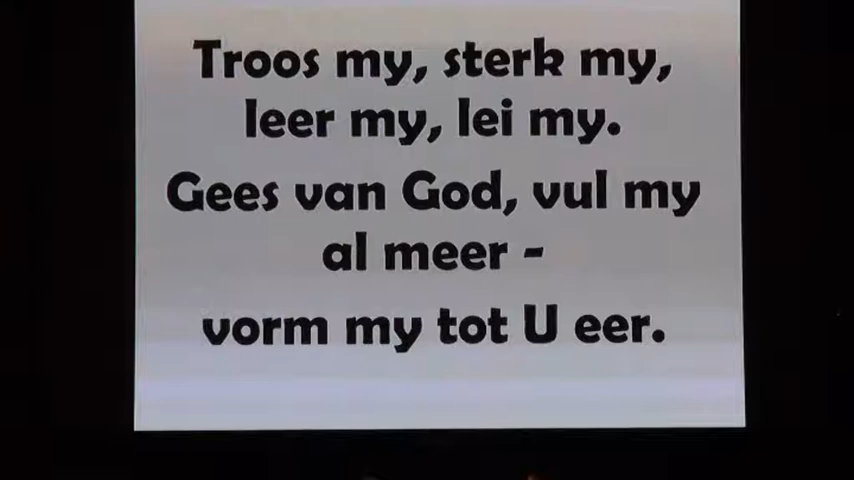 Troos my, sterk my,
leer my, lei my.
Gees van God, vul my
al meer -
vorm my tot U eer.